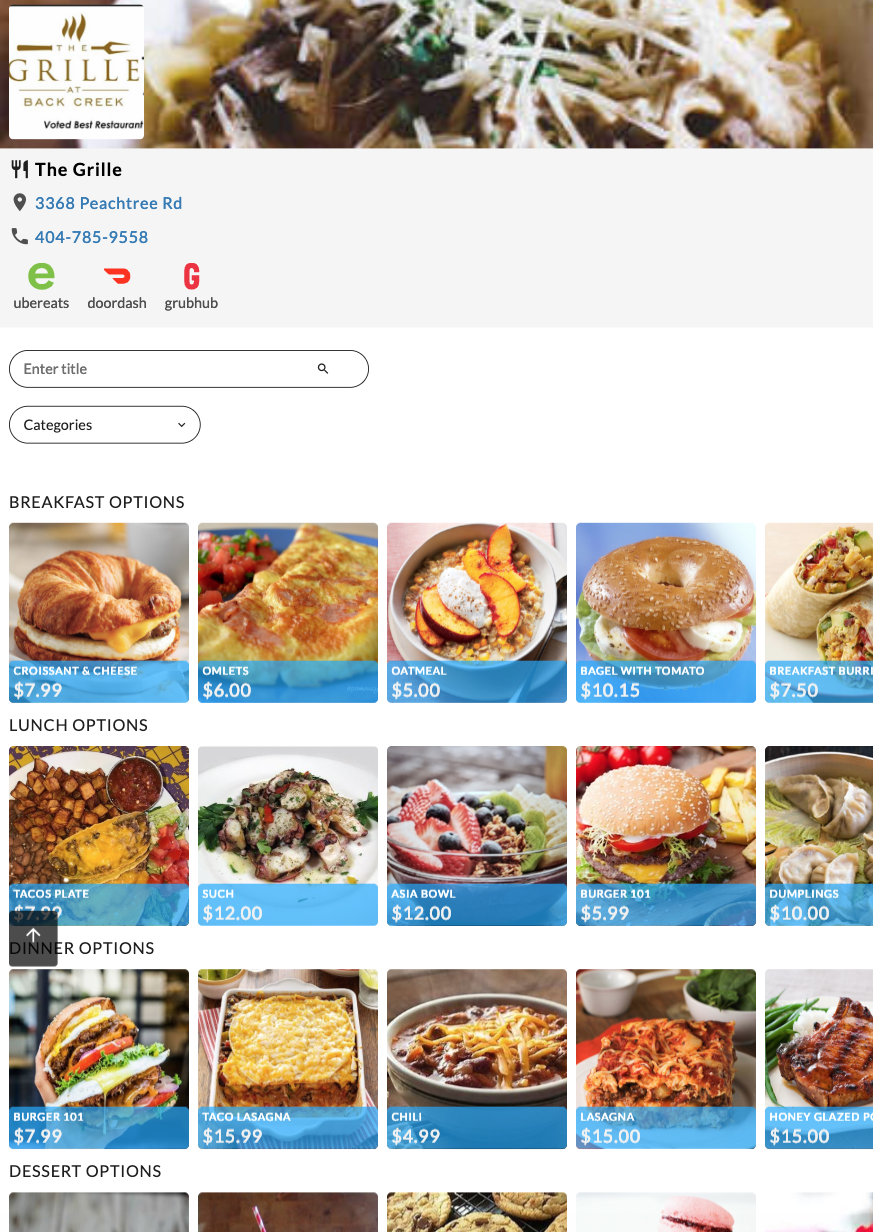 THE
GRILLE
AT
BACK CREEK
Voted Best Restaurant
The Grille
3368 Peachtree Rd
404-785-9558
ubereats doordash grubhub
Enter title
Categories
BREAKFAST OPTIONS
CROISSANT & CHEESE OMLETS OATMEAL BAGEL WITH TOMATO BREAKFAST BURRI
$7.99 $6.00 $5.00 $10.15 $7.50
LUNCH OPTIONS
TACOS PLATE SUCH ASIA BOWL BURGER 101 DUMPLINGS
$7.99 $12.00 $12.00 $5.99 $10.00
DINNER OPTIONS
BURGER 101 TACO LASAGNA CHILI LASAGNA HONEY GLAZED PO
$7.99 $15.99 $4.99 $15.00 $15.00
DESSERT OPTIONS